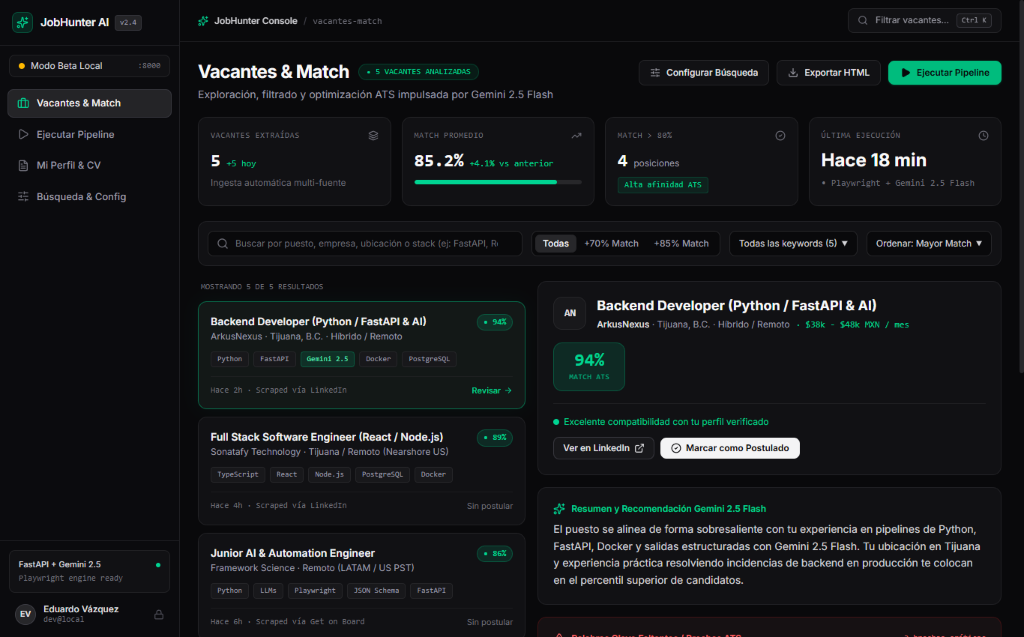 JobHunter AI v2.4
Modo Beta Local :8000
Vacantes & Match
Ejecutar Pipeline
Mi Perfil & CV
Búsqueda & Config
FastAPI + Gemini 2.5
Playwright engine ready
EV
Eduardo Vázquez
dev@local
JobHunter Console / vacantes-match
Filtrar vacantes... Ctrl K
Vacantes & Match • 5 VACANTES ANALIZADAS
Exploración, filtrado y optimización ATS impulsada por Gemini 2.5 Flash
Configurar Búsqueda
Exportar HTML
Ejecutar Pipeline
VACANTES EXTRAÍDAS
5 +5 hoy
Ingesta automática multi-fuente
MATCH PROMEDIO
85.2% +4.1% vs anterior
MATCH > 80%
4 posiciones
Alta afinidad ATS
ÚLTIMA EJECUCIÓN
Hace 18 min
• Playwright + Gemini 2.5 Flash
Buscar por puesto, empresa, ubicación o stack (ej: FastAPI, Re
Todas +70% Match +85% Match
Todas las keywords (5) ▼
Ordenar: Mayor Match ▼
MOSTRANDO 5 DE 5 RESULTADOS
Backend Developer (Python / FastAPI & AI) • 94%
ArkusNexus · Tijuana, B.C. · Híbrido / Remoto
Python FastAPI Gemini 2.5 Docker PostgreSQL
Hace 2h · Scraped vía LinkedIn Revisar →
Full Stack Software Engineer (React / Node.js) • 89%
Sonatafy Technology · Tijuana / Remoto (Nearshore US)
TypeScript React Node.js PostgreSQL Docker
Hace 4h · Scraped vía LinkedIn Sin postular
Junior AI & Automation Engineer • 86%
Framework Science · Remoto (LATAM / US PST)
Python LLMs Playwright JSON Schema FastAPI
Hace 6h · Scraped vía Get on Board Sin postular
AN
Backend Developer (Python / FastAPI & AI)
ArkusNexus · Tijuana, B.C. · Híbrido / Remoto · $38k - $48k MXN / mes
94%
MATCH ATS
Excelente compatibilidad con tu perfil verificado
Ver en LinkedIn
Marcar como Postulado
Resumen y Recomendación Gemini 2.5 Flash
El puesto se alinea de forma sobresaliente con tu experiencia en pipelines de Python,
FastAPI, Docker y salidas estructuradas con Gemini 2.5 Flash. Tu ubicación en Tijuana
y experiencia práctica resolviendo incidencias de backend en producción te colocan
en el percentil superior de candidatos.